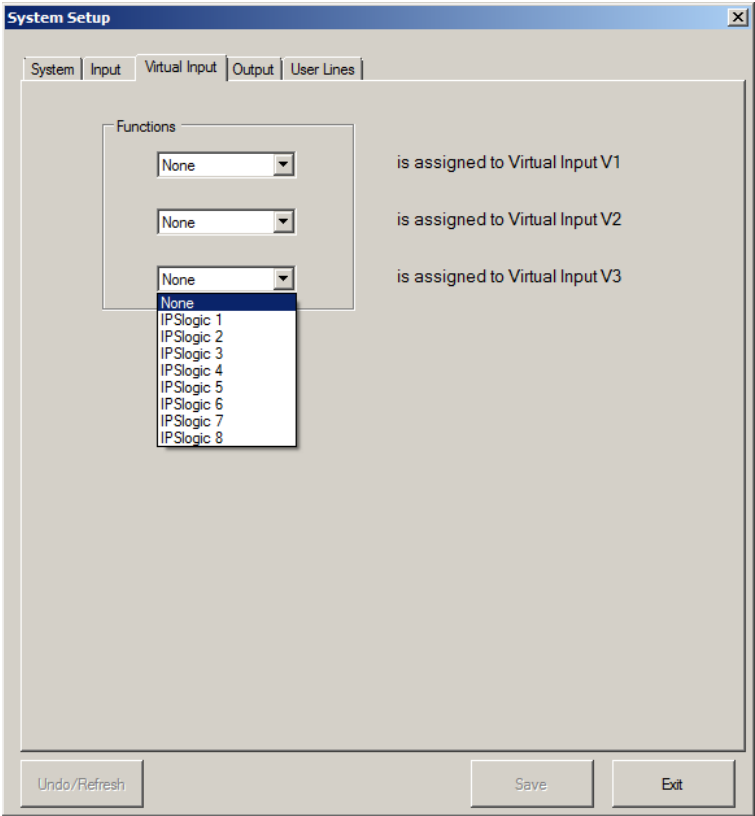 System Setup
System Input Virtual Input Output User Lines
Functions
None is assigned to Virtual Input V1
None is assigned to Virtual Input V2
None is assigned to Virtual Input V3
None
IPSlogic 1
IPSlogic 2
IPSlogic 3
IPSlogic 4
IPSlogic 5
IPSlogic 6
IPSlogic 7
IPSlogic 8
Undo/Refresh Save Exit